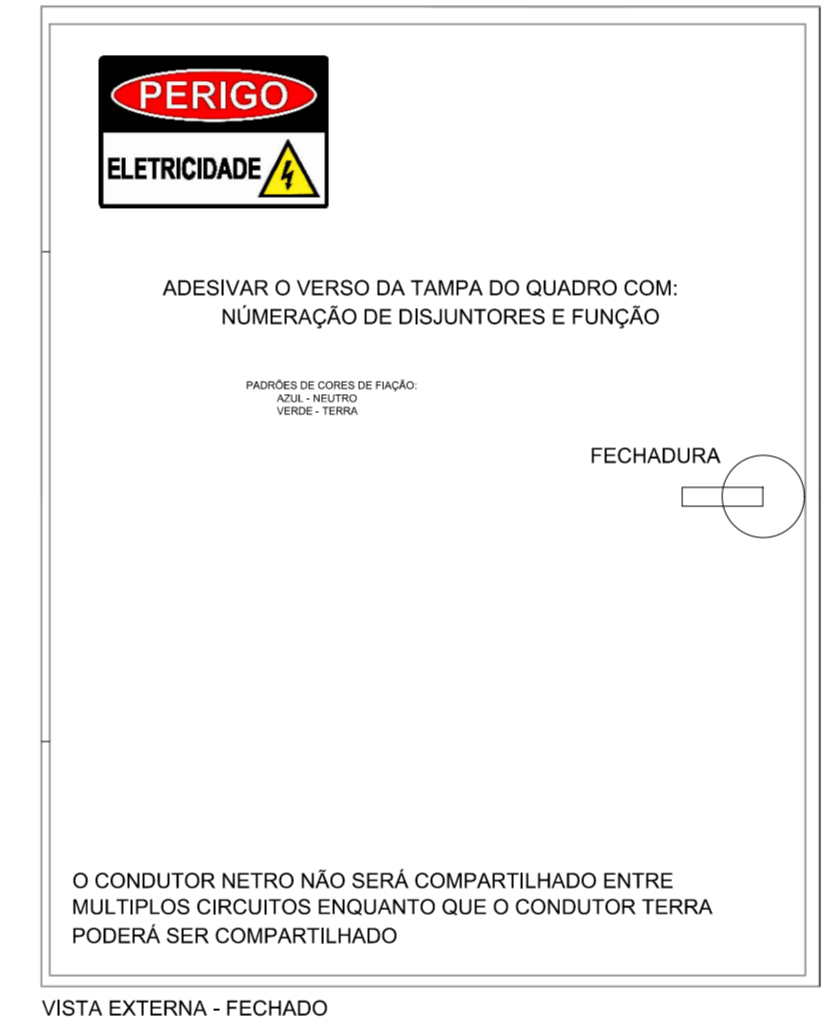 PERIGO
ELETRICIDADE
ADESIVAR O VERSO DA TAMPA DO QUADRO COM:
NÚMERAÇÃO DE DISJUNTORES E FUNÇÃO
PADRÕES DE CORES DE FIAÇÃO:
AZUL - NEUTRO
VERDE - TERRA
FECHADURA
O CONDUTOR NETRO NÃO SERÁ COMPARTILHADO ENTRE
MULTIPLOS CIRCUITOS ENQUANTO QUE O CONDUTOR TERRA
PODERÁ SER COMPARTILHADO
VISTA EXTERNA - FECHADO